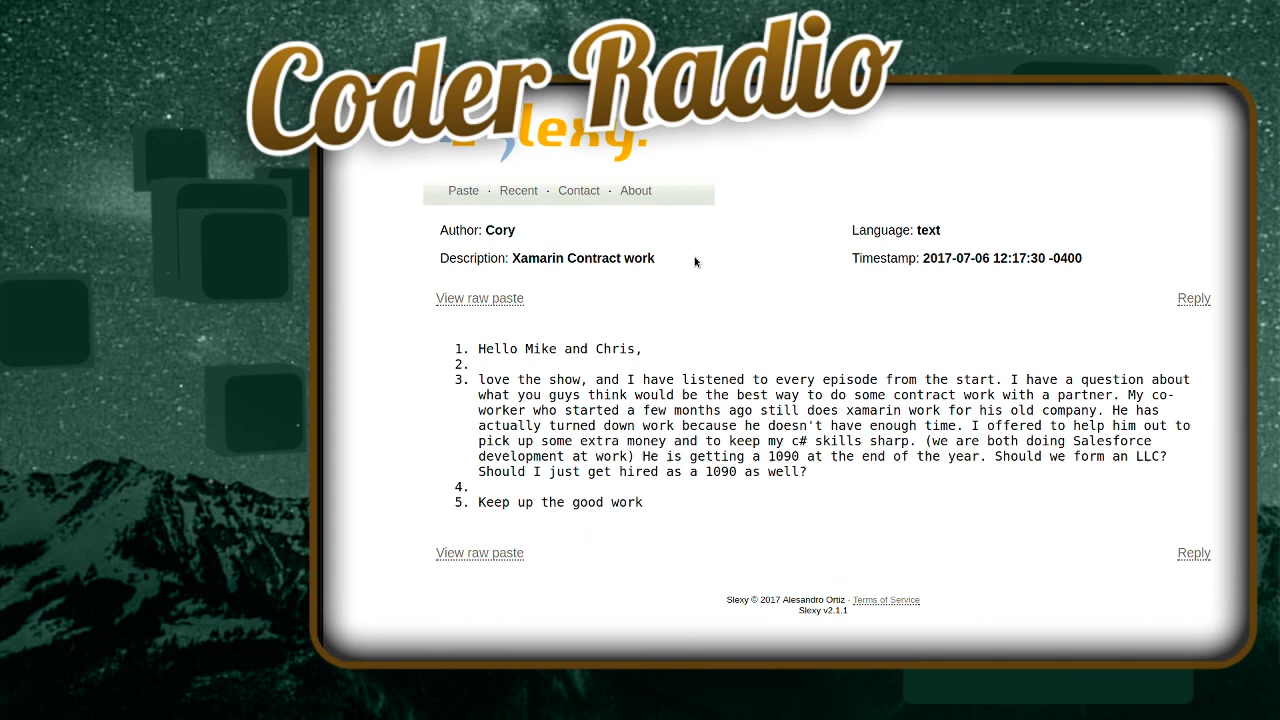 Coder Radio
lexy.
Paste · Recent · Contact · About
Author: Cory
Language: text
Description: Xamarin Contract work
Timestamp: 2017-07-06 12:17:30 -0400
View raw paste
Reply
1. Hello Mike and Chris,
2.
3. love the show, and I have listened to every episode from the start. I have a question about
what you guys think would be the best way to do some contract work with a partner. My co-
worker who started a few months ago still does xamarin work for his old company. He has
actually turned down work because he doesn't have enough time. I offered to help him out to
pick up some extra money and to keep my c# skills sharp. (we are both doing Salesforce
development at work) He is getting a 1090 at the end of the year. Should we form an LLC?
Should I just get hired as a 1090 as well?
4.
5. Keep up the good work
View raw paste
Reply
Slexy © 2017 Alesandro Ortiz - Terms of Service
Slexy v2.1.1